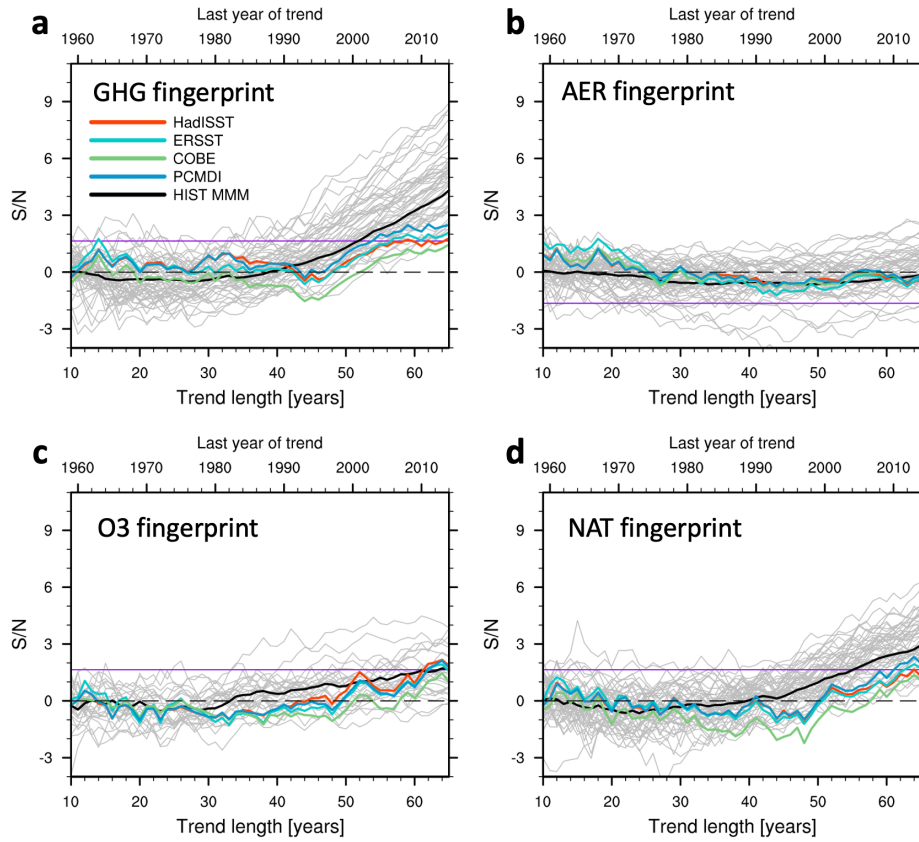 a
Last year of trend
1960 1970 1980 1990 2000 2010
GHG fingerprint
HadISST
ERSST
COBE
PCMDI
HIST MMM
S/N
9
6
3
0
-3
10 20 30 40 50 60
Trend length [years]
b
Last year of trend
1960 1970 1980 1990 2000 2010
AER fingerprint
S/N
9
6
3
0
-3
10 20 30 40 50 60
Trend length [years]
c
Last year of trend
1960 1970 1980 1990 2000 2010
O3 fingerprint
S/N
9
6
3
0
-3
10 20 30 40 50 60
Trend length [years]
d
Last year of trend
1960 1970 1980 1990 2000 2010
NAT fingerprint
S/N
9
6
3
0
-3
10 20 30 40 50 60
Trend length [years]